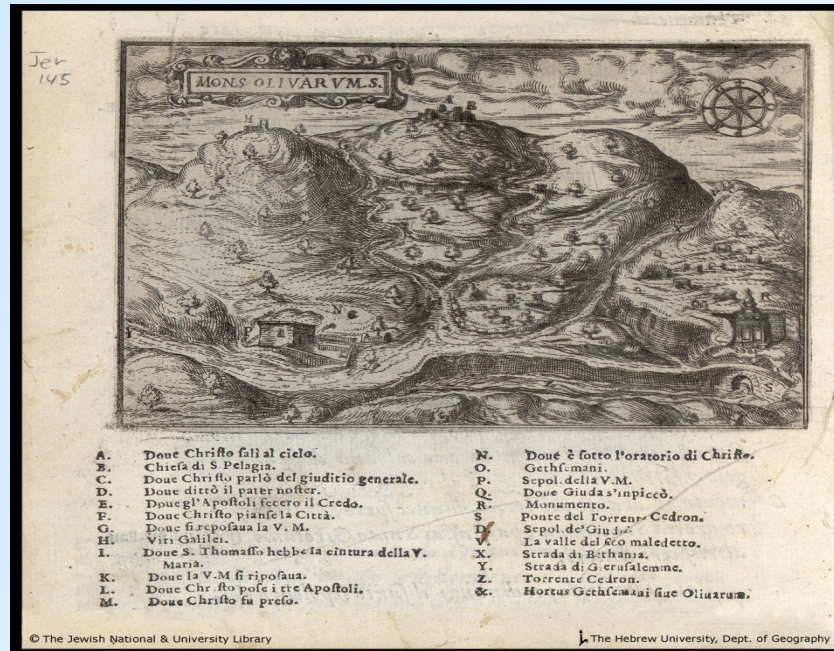 Jer
145
MONS OLIVARVM.S.
A B
H
X
N
P
Y
R
S
A. Doue Christo salì al cielo.
B. Chiesa di S Pelagia.
C. Doue Christo parlò del giuditio generale.
D. Doue dittò il pater noster.
E. Doue gl'Apostoli fecero il Credo.
F. Doue Christo pianse la Città.
G. Doue si reposaua la V. M.
H. Viri Galilei.
I. Doue S. Thomasso hebbe la cintura della V.
Maria.
K. Doue la V.M si riposaua.
L. Doue Christo pose i tre Apostoli.
M. Doue Christo fu preso.
N. Doué è sotto l'oratorio di Christo.
O. Gethsemani.
P. Sepol. della V.M.
Q. Doue Giuda s'inpiccò.
R. Monumento.
S Ponte del Torrente Cedron.
D. Sepol. de'Giudei
V. La valle del fico maledetto.
X. Strada di Bethania.
Y. Strada di Gierusalemme.
Z. Torrente Cedron.
&. Hortus Gethsemani siue Oliuarum.
© The Jewish National & University Library
The Hebrew University, Dept. of Geography